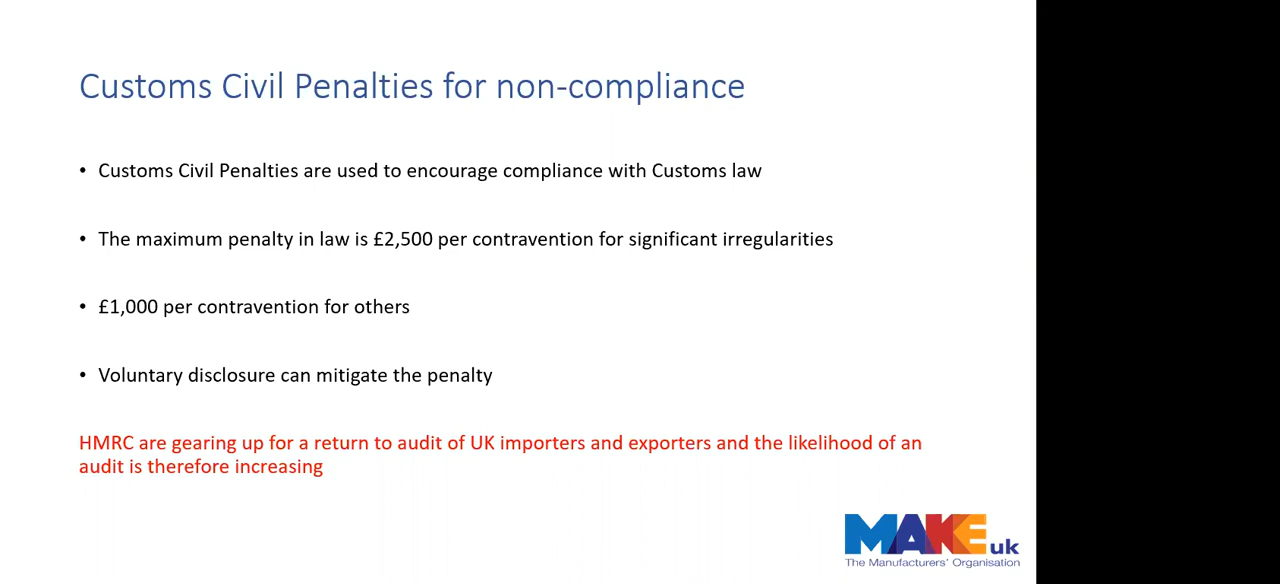 Customs Civil Penalties for non-compliance
• Customs Civil Penalties are used to encourage compliance with Customs law
• The maximum penalty in law is £2,500 per contravention for significant irregularities
• £1,000 per contravention for others
• Voluntary disclosure can mitigate the penalty
HMRC are gearing up for a return to audit of UK importers and exporters and the likelihood of an
audit is therefore increasing
MAKE uk
The Manufacturers' Organisation